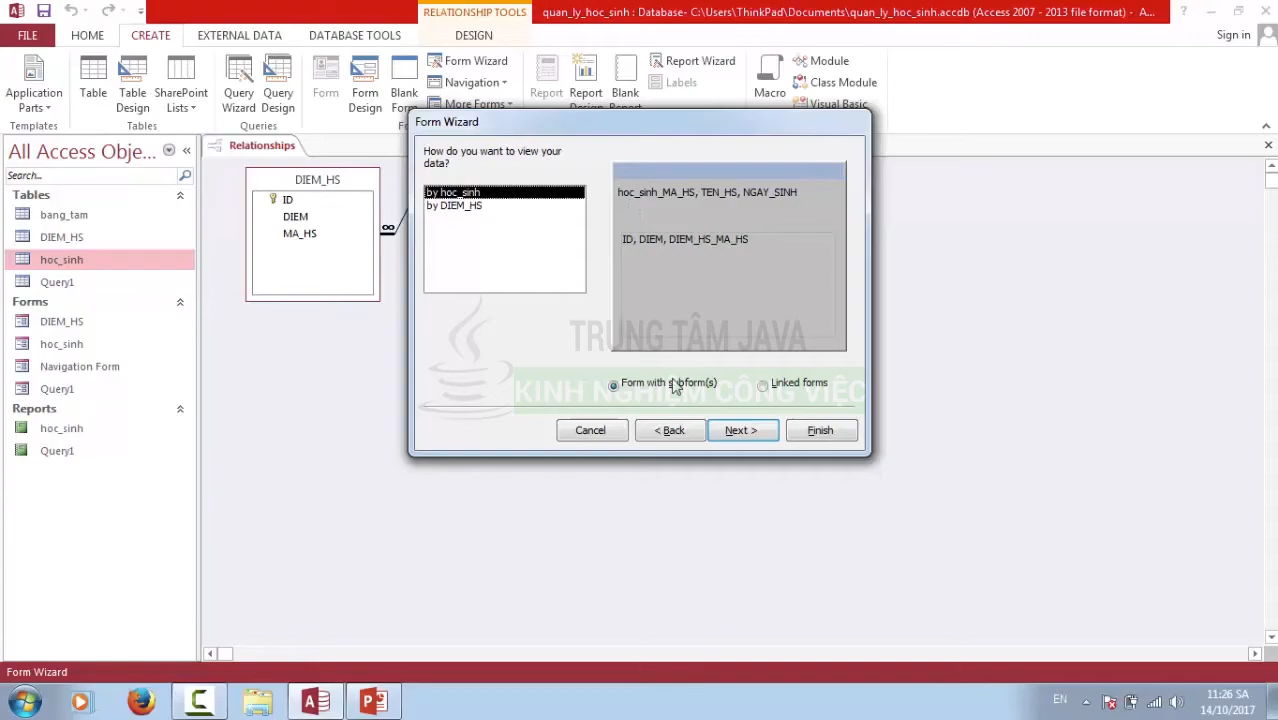 RELATIONSHIP TOOLS
quan_ly_hoc_sinh : Database- C:\Users\ThinkPad\Documents\quan_ly_hoc_sinh.accdb (Access 2007 - 2013 file format) - A...
FILE
HOME
CREATE
EXTERNAL DATA
DATABASE TOOLS
DESIGN
Sign in
Application Parts
Table
Table Design
SharePoint Lists
Query Wizard
Query Design
Form
Form Design
Blank
Form Wizard
Navigation
More Forms
Report
Report
Blank
Report Wizard
Labels
Macro
Module
Class Module
Visual Basic
Templates
Tables
Queries
All Access Obje...
Search...
Tables
bang_tam
DIEM_HS
hoc_sinh
Query1
Forms
DIEM_HS
hoc_sinh
Navigation Form
Query1
Reports
hoc_sinh
Query1
Relationships
DIEM_HS
ID
DIEM
MA_HS
Form Wizard
How do you want to view your
data?
by hoc_sinh
by DIEM_HS
hoc_sinh_MA_HS, TEN_HS, NGAY_SINH
ID, DIEM, DIEM_HS_MA_HS
TRUNG TÂM JAVA
KINH NGHIỆM CÔNG VIỆC
Form with subform(s)
Linked forms
Cancel
< Back
Next >
Finish
Form Wizard
EN
11:26 SA
14/10/2017